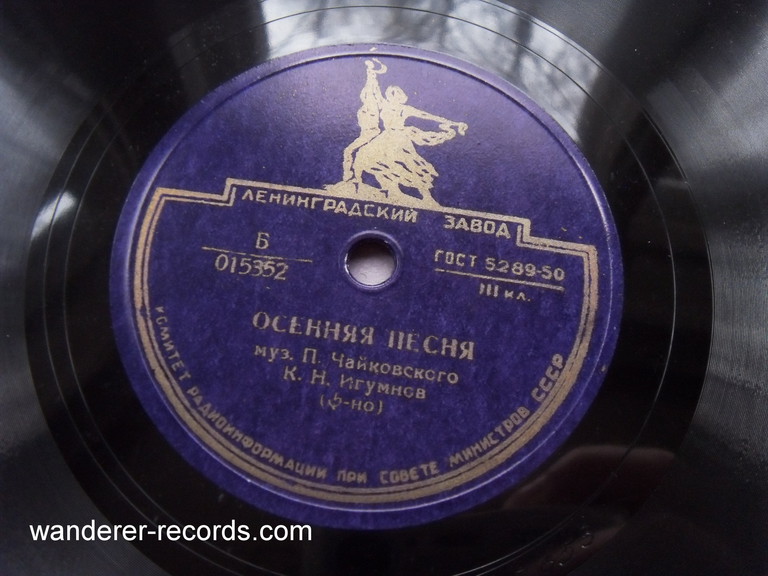 ЛЕНИНГРАДСКИЙ ЗАВОД
Б
015352
ГОСТ 5289-50
III кл.
ОСЕННЯЯ ПЕСНЯ
муз. П. Чайковского
К. Н. Игумнов
(ф-но)
КОМИТЕТ РАДИОИНФОРМАЦИИ ПРИ СОВЕТЕ МИНИСТРОВ СССР
wanderer-records.com